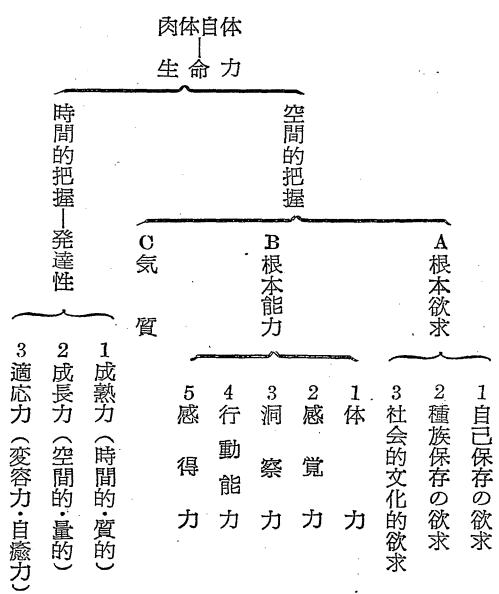 肉体自体
生命力
空間的把握
A根本欲求
1自己保存の欲求
2種族保存の欲求
3社会的文化的欲求
B根本能力
1体力
2感覚力
3洞察力
4行動能力
5感得力
C気質
時間的把握―発達性
1成熟力(時間的・質的)
2成長力(空間的・量的)
3適応力(変容力・自癒力)